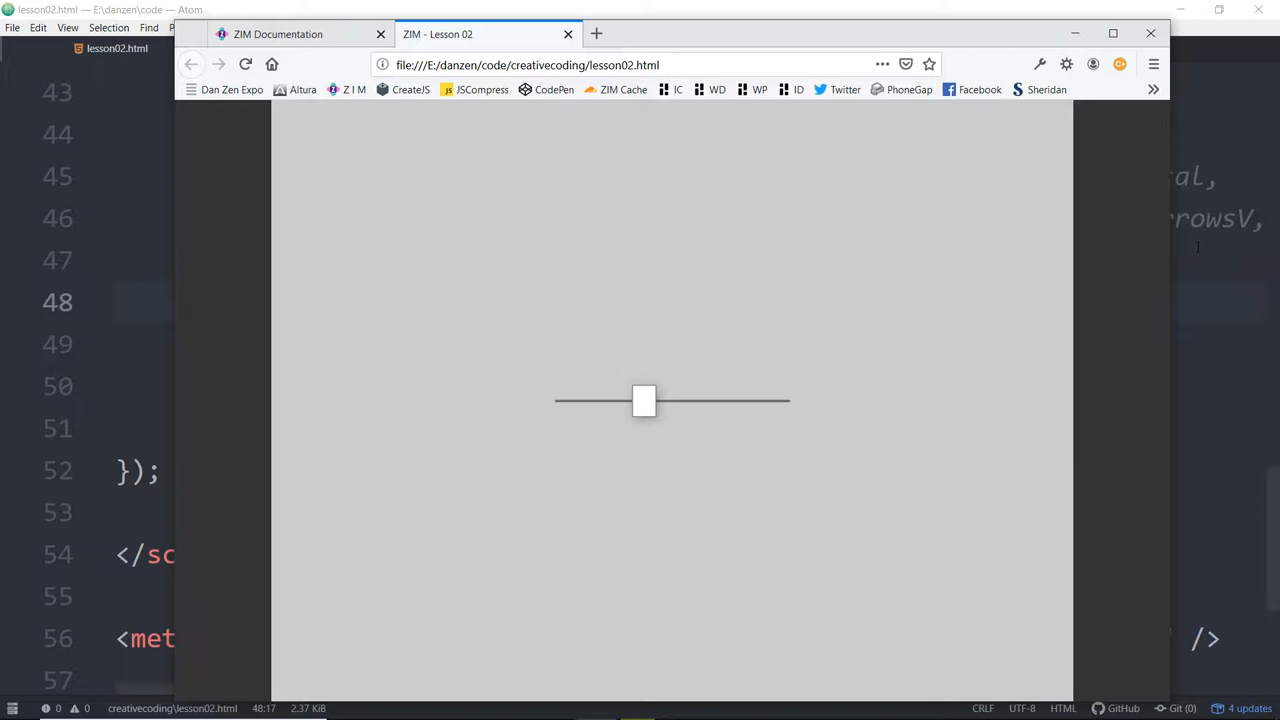 lesson02.html — E:\danzen\code — Atom
File Edit View Selection Find P
lesson02.html
ZIM Documentation
ZIM - Lesson 02
file:///E:/danzen/code/creativecoding/lesson02.html
Dan Zen Expo Altura Z I M CreateJS JSCompress CodePen ZIM Cache IC WD WP ID Twitter PhoneGap Facebook Sheridan
43
44
45 ral,
46 rrowsV,
47
48
49
50
51
52 });
53
54 </sc
55
56 <met />
57
0 0 creativecoding\lesson02.html 48:17 2.37 KiB CRLF UTF-8 HTML GitHub Git (0) 4 updates